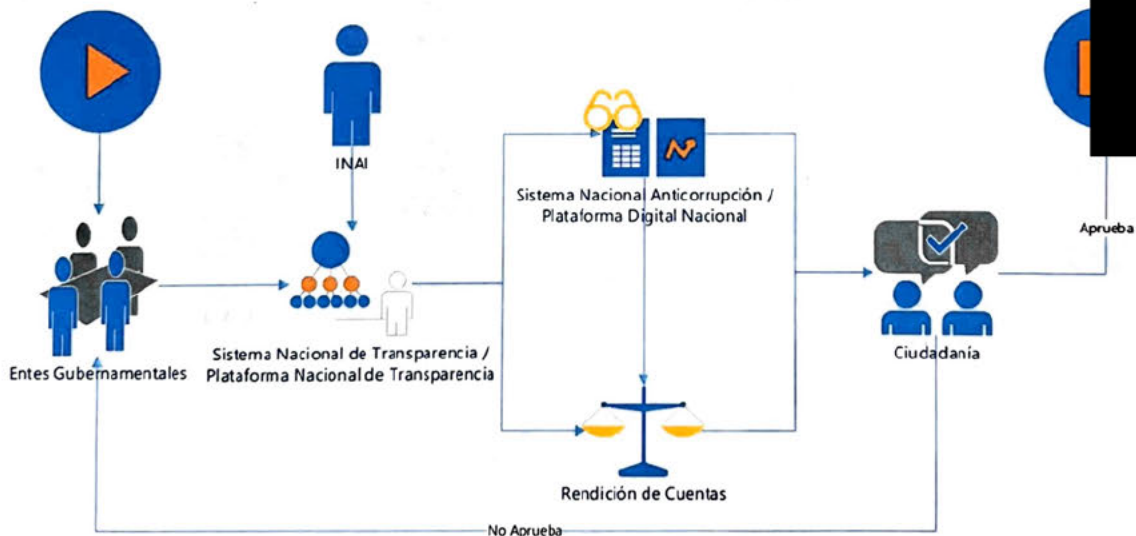 INAI
Sistema Nacional Anticorrupción /
Plataforma Digital Nacional
Aprueba
Sistema Nacional de Transparencia /
Plataforma Nacional de Transparencia
Entes Gubernamentales
Ciudadanía
Rendición de Cuentas
No Aprueba